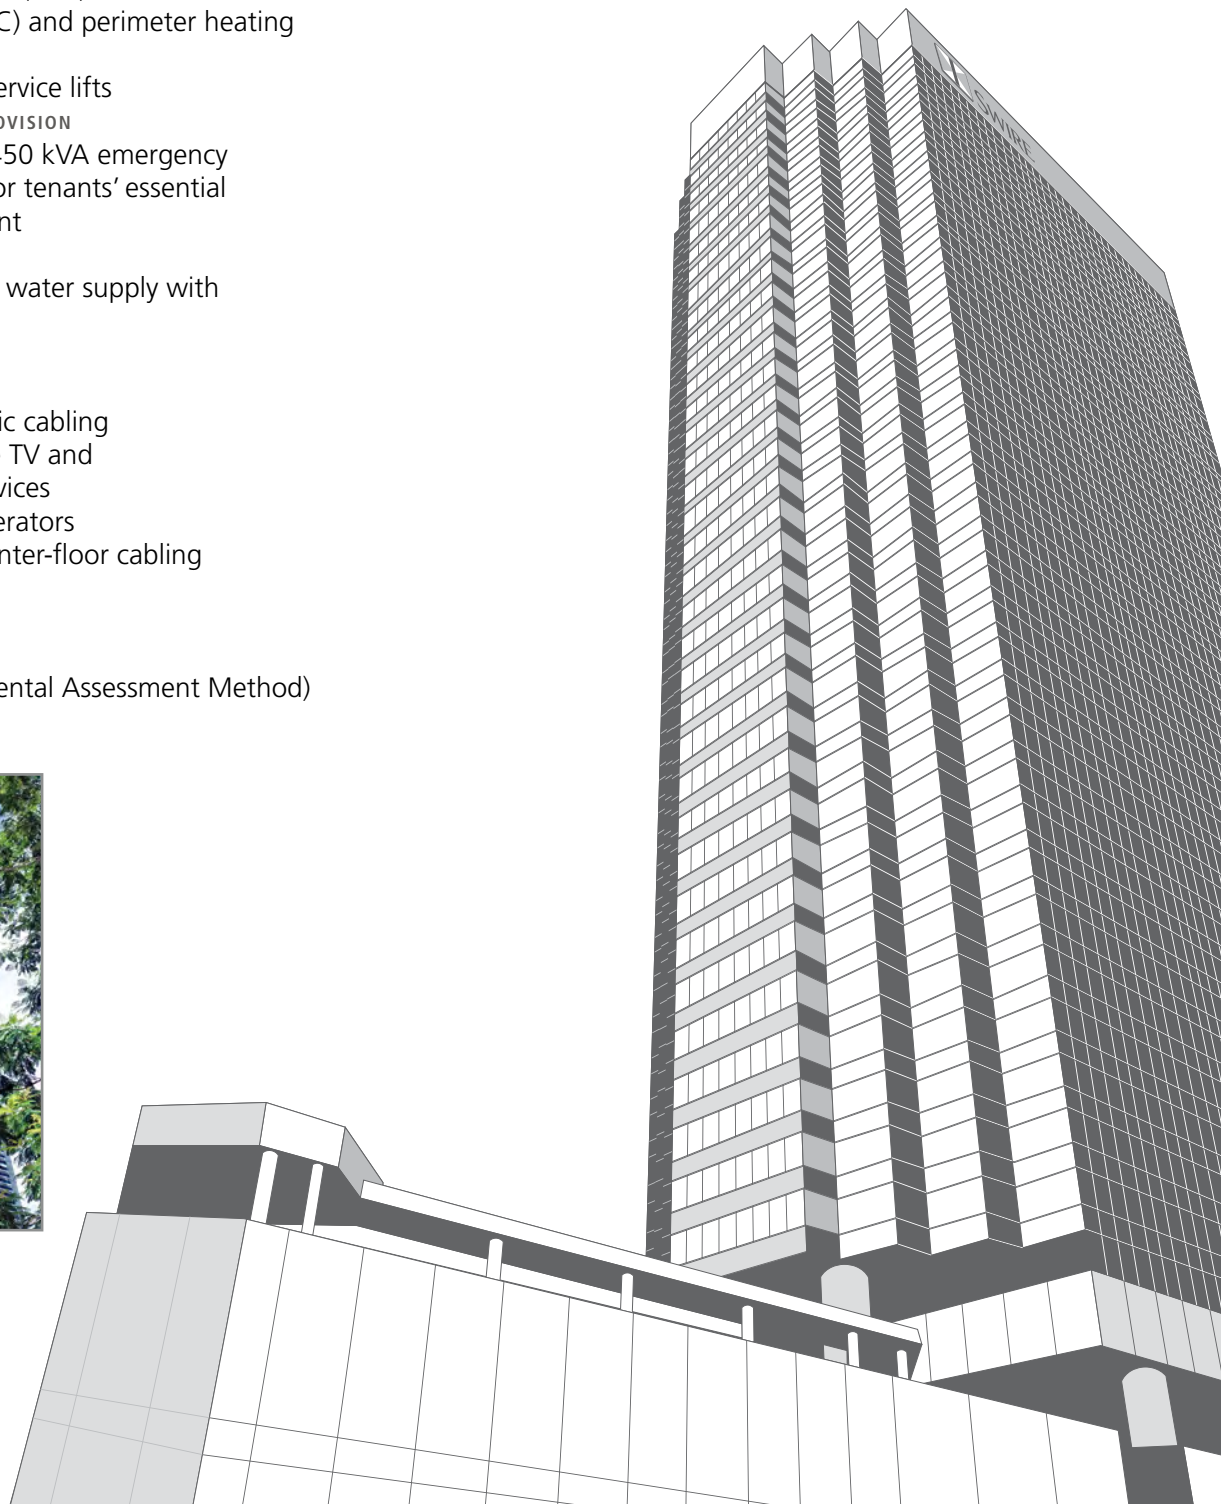 C) and perimeter heating
ervice lifts
OVISION
450 kVA emergency
or tenants’ essential
nt
water supply with
ic cabling
TV and
vices
erators
nter-floor cabling
ental Assessment Method)
SWIRE